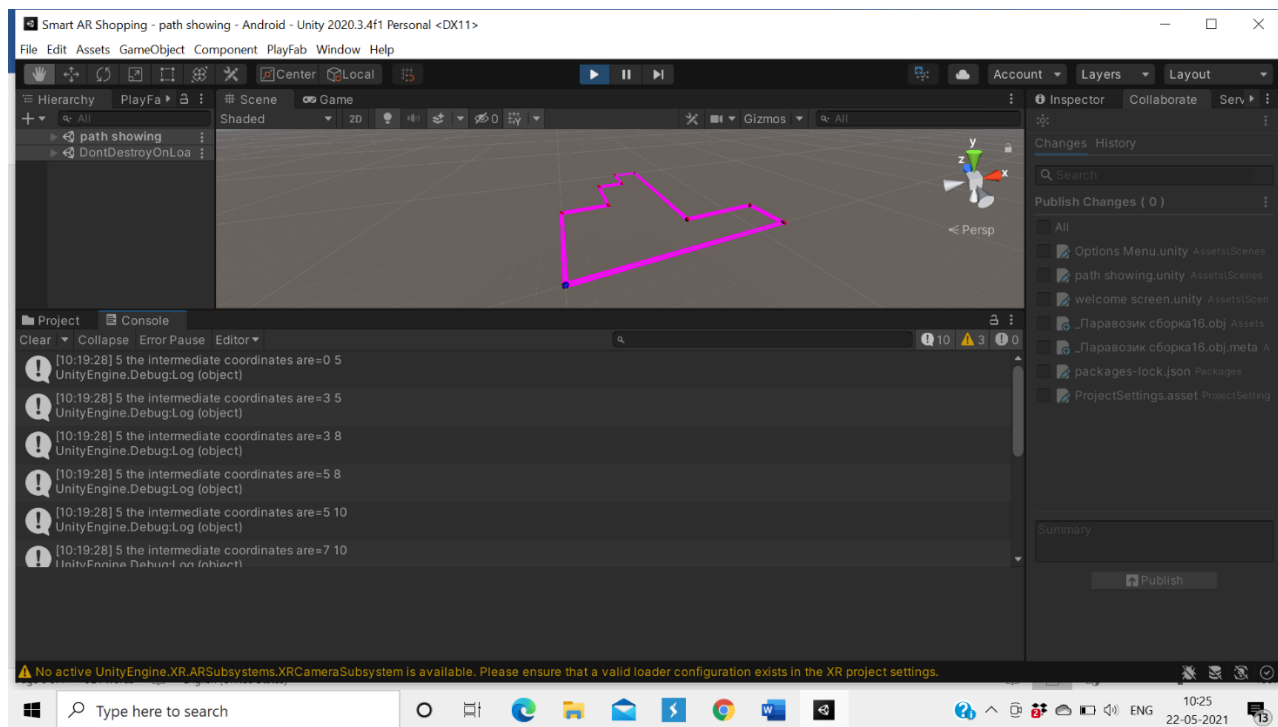 Smart AR Shopping - path showing - Android - Unity 2020.3.4f1 Personal <DX11>
File Edit Assets GameObject Component PlayFab Window Help
Center Local Account Layers Layout
Hierarchy PlayFa Scene Game Inspector Collaborate Serv
All Shaded 2D 0 Gizmos All
path showing
DontDestroyOnLoa
y
z
x
Persp
Changes History
Search
Publish Changes ( 0 )
All
Options Menu.unity Assets\Scenes
path showing.unity Assets\Scenes
welcome screen.unity Assets\Scen
_Паравозик сборка16.obj Assets
_Паравозик сборка16.obj.meta A
packages-lock.json Packages
ProjectSettings.asset ProjectSetting
Summary
Publish
Project Console
Clear Collapse Error Pause Editor 10 3 0
[10:19:28] 5 the intermediate coordinates are=0 5
UnityEngine.Debug:Log (object)
[10:19:28] 5 the intermediate coordinates are=3 5
UnityEngine.Debug:Log (object)
[10:19:28] 5 the intermediate coordinates are=3 8
UnityEngine.Debug:Log (object)
[10:19:28] 5 the intermediate coordinates are=5 8
UnityEngine.Debug:Log (object)
[10:19:28] 5 the intermediate coordinates are=5 10
UnityEngine.Debug:Log (object)
[10:19:28] 5 the intermediate coordinates are=7 10
UnityEngine.Debug:Log (object)
No active UnityEngine.XR.ARSubsystems.XRCameraSubsystem is available. Please ensure that a valid loader configuration exists in the XR project settings.
Type here to search
ENG
10:25
22-05-2021